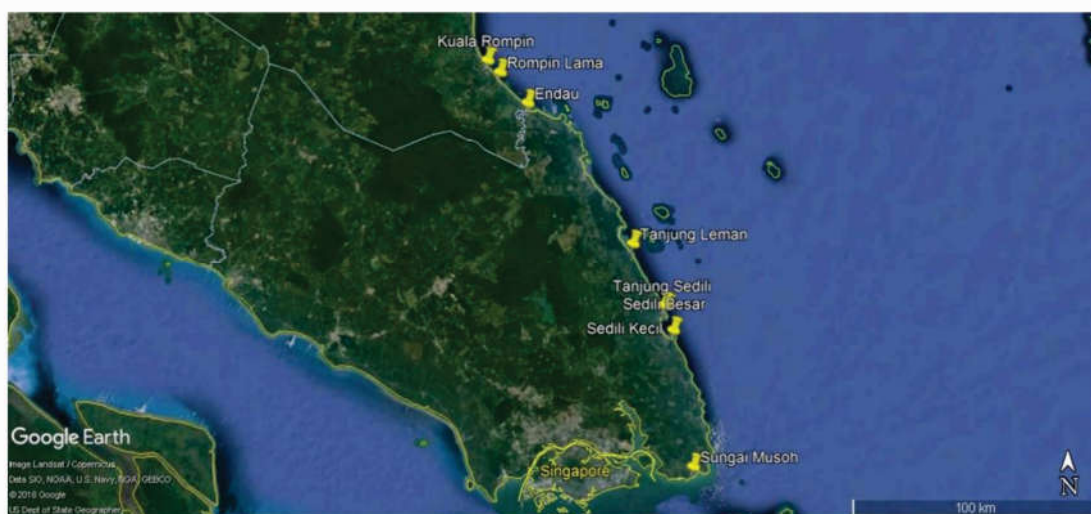 Kuala Rompin
Rompin Lama
Endau
Tanjung Leman
Tanjung Sedili
Sedili Besar
Sedili Kecil
Sungai Musoh
Singapore
Google Earth
Image Landsat / Copernicus
Data SIO, NOAA, U.S. Navy, NGA, GEBCO
© 2018 Google
US Dept of State Geographer
N
100 km